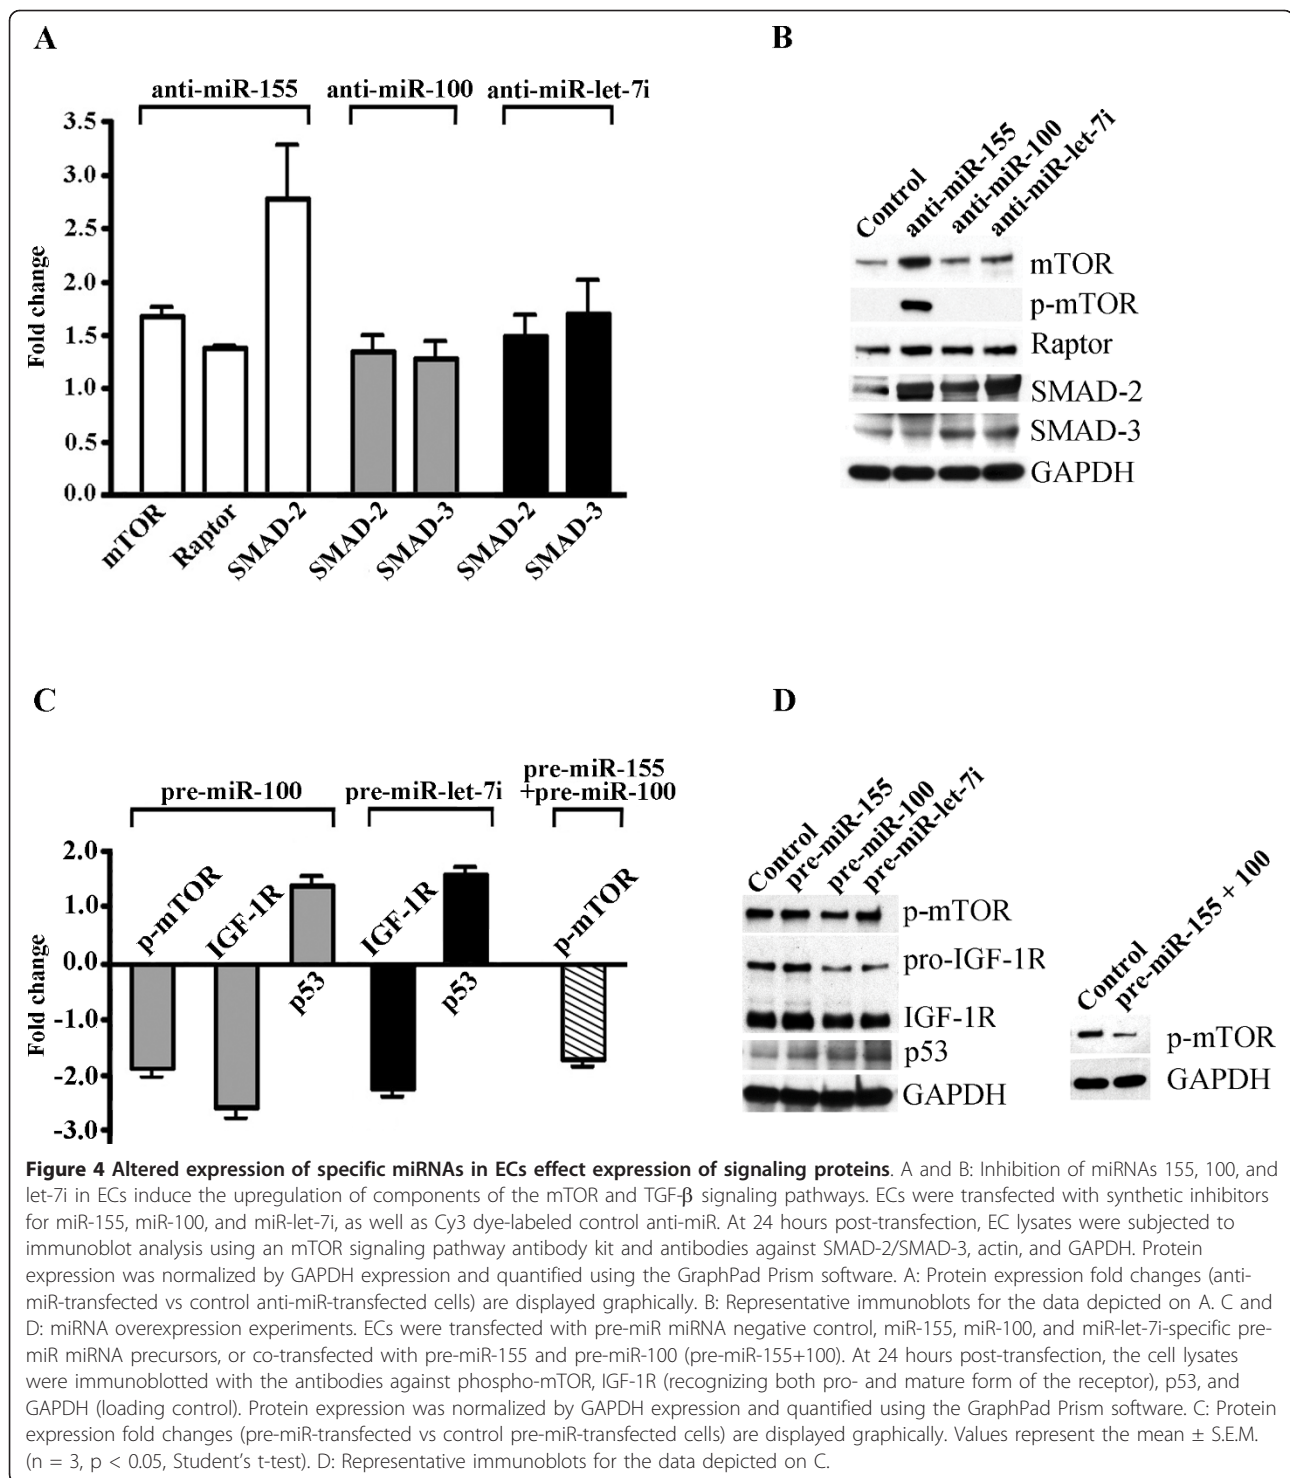 A
anti-miR-155 anti-miR-100 anti-miR-let-7i
3.5
3.0
2.5
2.0
1.5
1.0
0.5
0.0
Fold change
mTOR Raptor SMAD-2 SMAD-2 SMAD-3 SMAD-2 SMAD-3
B
Control anti-miR-155 anti-miR-100 anti-miR-let-7i
mTOR
p-mTOR
Raptor
SMAD-2
SMAD-3
GAPDH
C
pre-miR-100 pre-miR-let-7i pre-miR-155
+pre-miR-100
2.0
1.0
0.0
-1.0
-2.0
-3.0
Fold change
p-mTOR IGF-1R p53 IGF-1R p53 p-mTOR
D
Control pre-miR-155 pre-miR-100 pre-miR-let-7i
p-mTOR
pro-IGF-1R
IGF-1R
p53
GAPDH
Control pre-miR-155 + 100
p-mTOR
GAPDH
Figure 4 Altered expression of specific miRNAs in ECs effect expression of signaling proteins. A and B: Inhibition of miRNAs 155, 100, and
let-7i in ECs induce the upregulation of components of the mTOR and TGF-β signaling pathways. ECs were transfected with synthetic inhibitors
for miR-155, miR-100, and miR-let-7i, as well as Cy3 dye-labeled control anti-miR. At 24 hours post-transfection, EC lysates were subjected to
immunoblot analysis using an mTOR signaling pathway antibody kit and antibodies against SMAD-2/SMAD-3, actin, and GAPDH. Protein
expression was normalized by GAPDH expression and quantified using the GraphPad Prism software. A: Protein expression fold changes (anti-
miR-transfected vs control anti-miR-transfected cells) are displayed graphically. B: Representative immunoblots for the data depicted on A. C and
D: miRNA overexpression experiments. ECs were transfected with pre-miR miRNA negative control, miR-155, miR-100, and miR-let-7i-specific pre-
miR miRNA precursors, or co-transfected with pre-miR-155 and pre-miR-100 (pre-miR-155+100). At 24 hours post-transfection, the cell lysates
were immunoblotted with the antibodies against phospho-mTOR, IGF-1R (recognizing both pro- and mature form of the receptor), p53, and
GAPDH (loading control). Protein expression was normalized by GAPDH expression and quantified using the GraphPad Prism software. C: Protein
expression fold changes (pre-miR-transfected vs control pre-miR-transfected cells) are displayed graphically. Values represent the mean ± S.E.M.
(n = 3, p < 0.05, Student's t-test). D: Representative immunoblots for the data depicted on C.